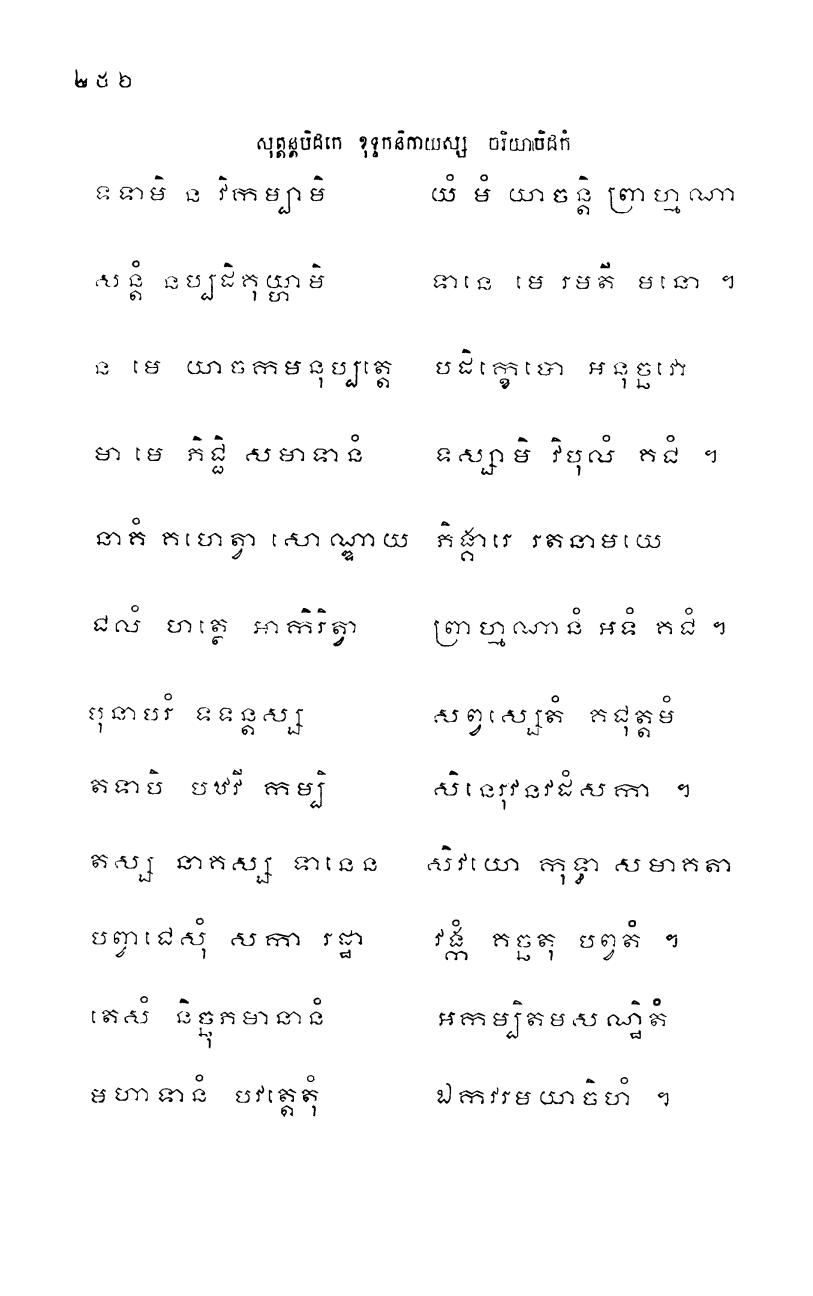 ២៥៦
សុត្តន្តបិដកេ ខុទ្ទកនិកាយស្ស ចរិយាបិដកំ
ទទាមិ ន វិកម្បាមិ យំ មំ យាចន្តិ ព្រាហ្មណា
សន្តំ នប្បដិគុយ្ហាមិ ទានេ មេ រមតី មនោ ។
ន មេ យាចកមនុប្បត្តេ បដិក្ខេបោ អនុច្ឆវោ
មា មេ ភិជ្ជិ សមាទានំ ទស្សាមិ វិបុលំ គជំ ។
នាគំ គហេត្វា សោណ្ឌាយ ភិង្ការេ រតនាមយេ
ជលំ ហត្ថេ អាកិរិត្វា ព្រាហ្មណានំ អទំ គជំ ។
បុនាបរំ ទទន្តស្ស សព្វស្សេតំ គជុត្តមំ
តទាបិ បឋវី កម្បិ សិនេរុវនវដំសកា ។
តស្ស នាគស្ស ទានេន សិវយោ កុទ្ធា សមាគតា
បព្វាជេសុំ សកា រដ្ឋា វង្កំ គច្ឆតុ បព្វតំ ។
តេសំ និច្ឆុភមានានំ អកម្បិតមសណ្ឋិតំ
មហាទានំ បវត្តេតុំ ឯកវរមយាចិហំ ។